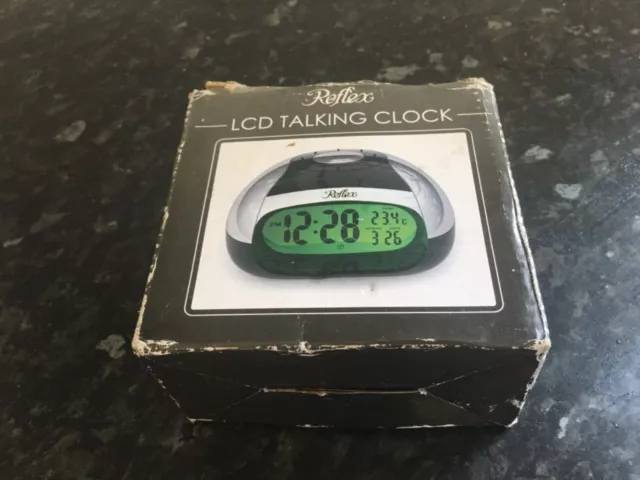 Reflex
LCD TALKING CLOCK
Reflex
12:28
23.4°C
3 26